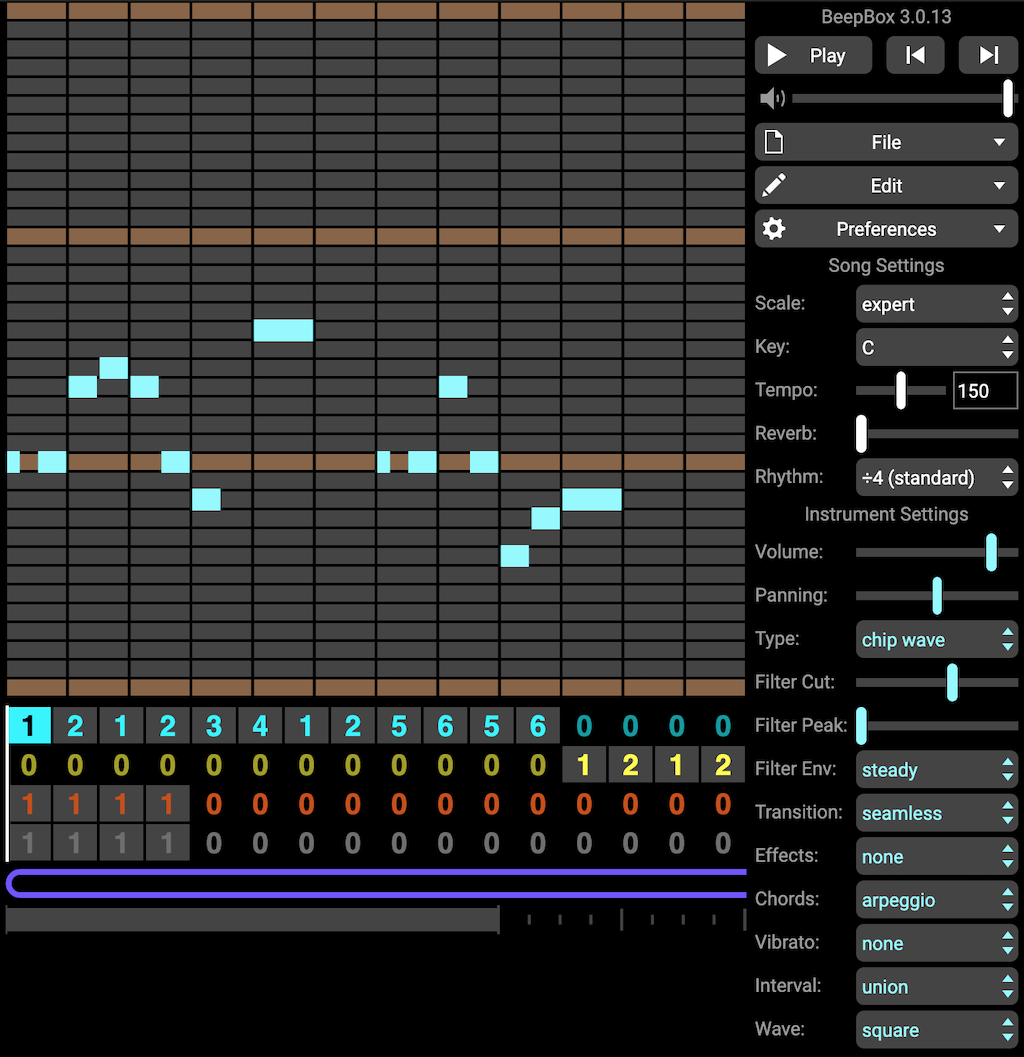 BeepBox 3.0.13
Play
File
Edit
Preferences
Song Settings
Scale: expert
Key: C
Tempo: 150
Reverb:
Rhythm: ÷4 (standard)
Instrument Settings
Volume:
Panning:
Type: chip wave
Filter Cut:
Filter Peak:
Filter Env: steady
Transition: seamless
Effects: none
Chords: arpeggio
Vibrato: none
Interval: union
Wave: square
1 2 1 2 3 4 1 2 5 6 5 6 0 0 0 0
0 0 0 0 0 0 0 0 0 0 0 0 1 2 1 2
1 1 1 1 0 0 0 0 0 0 0 0 0 0 0 0
1 1 1 1 0 0 0 0 0 0 0 0 0 0 0 0